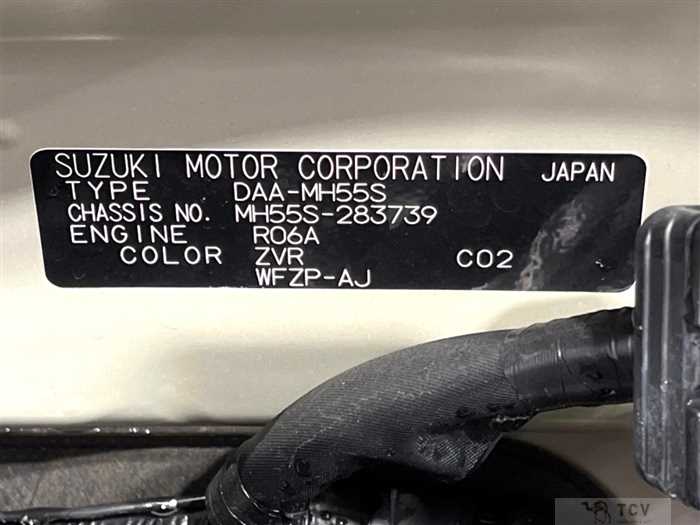 SUZUKI MOTOR CORPORATION JAPAN
TYPE DAA-MH55S
CHASSIS NO. MH55S-283739
ENGINE R06A
COLOR ZVR C02
WFZP-AJ
TCV